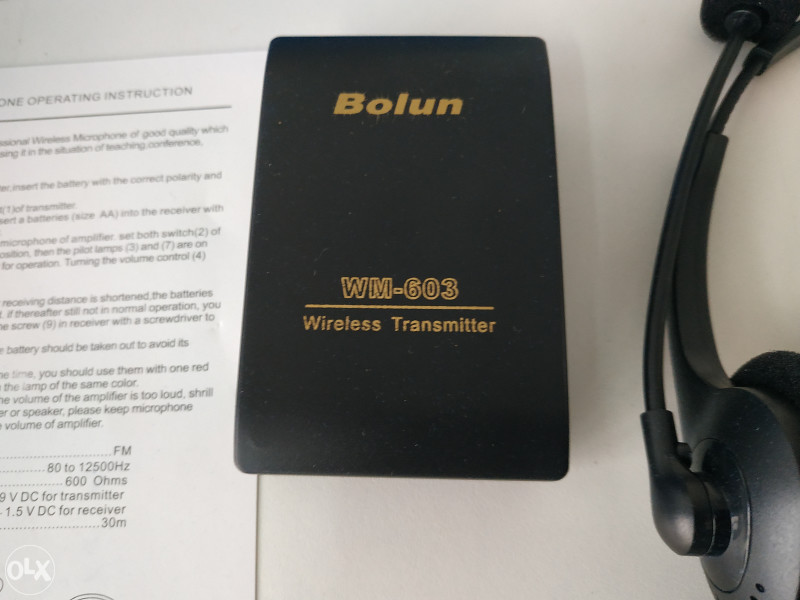 ONE OPERATING INSTRUCTION
ssional Wireless Microphone of good quality which
sing it in the situation of teaching,conference,
er,insert the battery with the correct polarity and
t(1)of transmitter.
sert a batteries (size AA) into the receiver with
microphone of amplifier. set both switch(2) of
osition, then the pilot lamps (3) and (7) are on
for operation. Turning the volume control (4)
receiving distance is shortened,the batteries
. if thereafter still not in normal operation, you
e screw (9) in receiver with a screwdriver to
e battery should be taken out to avoid its
e time, you should use them with one red
the lamp of the same color.
he volume of the amplifier is too loud, shrill
er or speaker, please keep microphone
volume of amplifier.
FM
80 to 12500Hz
600 Ohms
9 V DC for transmitter
1.5 V DC for receiver
30m
Bolun
WM-603
Wireless Transmitter
OLX